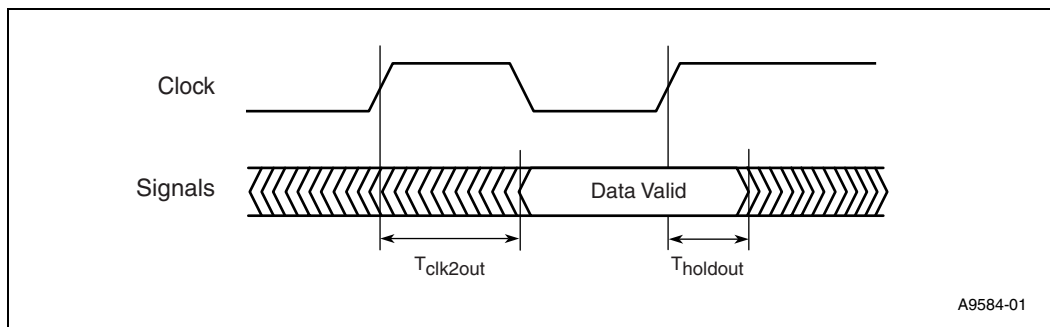 Clock
Signals
Data Valid
Tclk2out
Tholdout
A9584-01